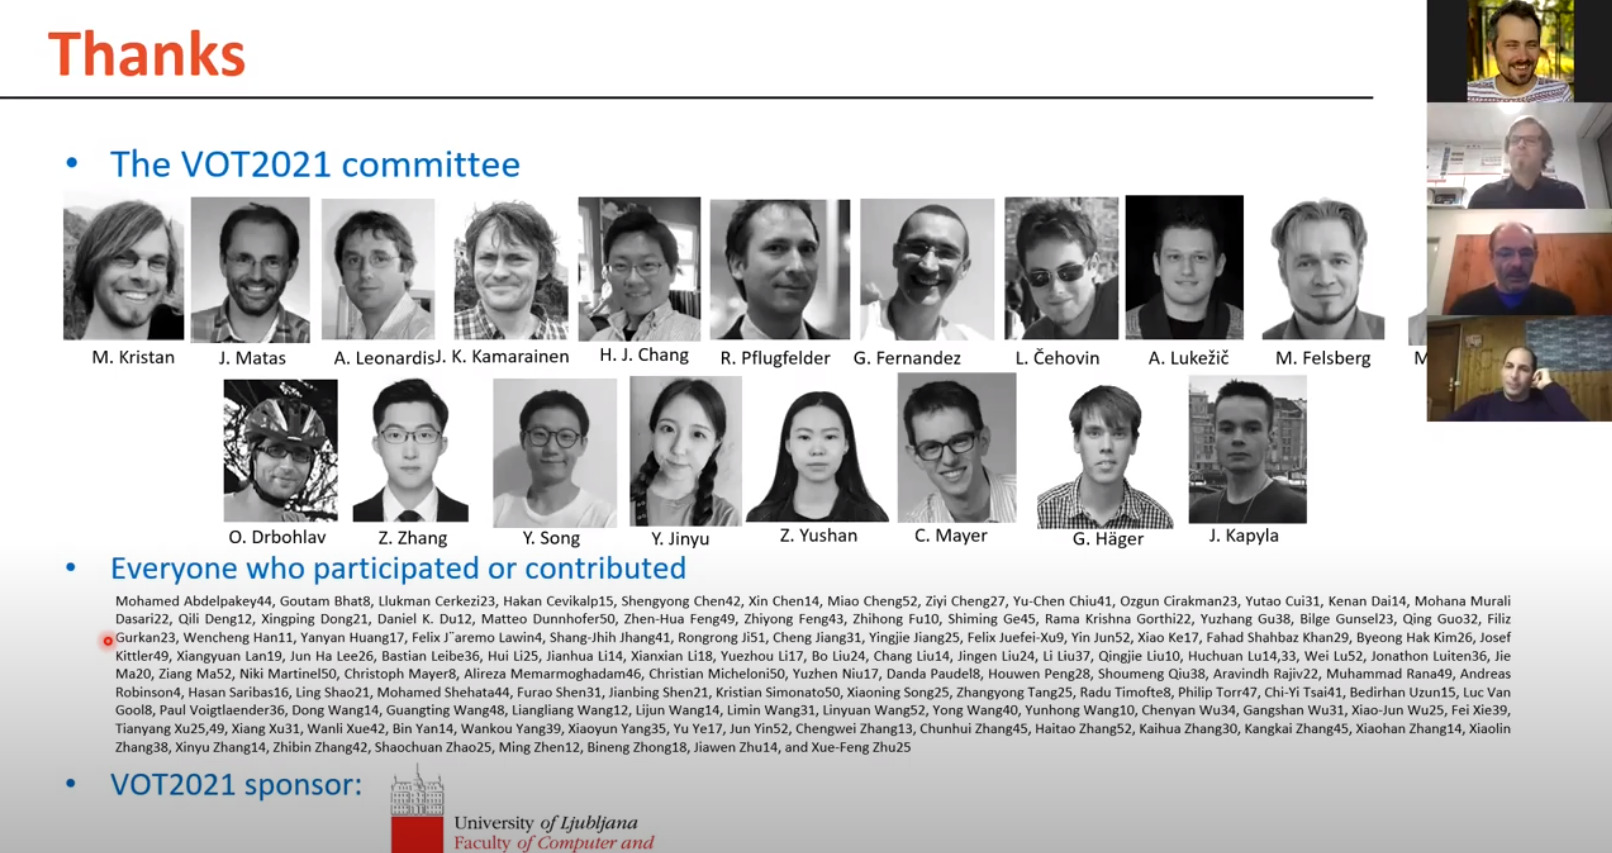 Thanks
• The VOT2021 committee
M. Kristan J. Matas A. Leonardis J. K. Kamarainen H. J. Chang R. Pflugfelder G. Fernandez L. Čehovin A. Lukežič M. Felsberg M
O. Drbohlav Z. Zhang Y. Song Y. Jinyu Z. Yushan C. Mayer G. Häger J. Kapyla
• Everyone who participated or contributed
Mohamed Abdelpakey44, Goutam Bhat8, Llukman Cerkezi23, Hakan Cevikalp15, Shengyong Chen42, Xin Chen14, Miao Cheng52, Ziyi Cheng27, Yu-Chen Chiu41, Ozgun Cirakman23, Yutao Cui31, Kenan Dai14, Mohana Murali
Dasari22, Qili Deng12, Xingping Dong21, Daniel K. Du12, Matteo Dunnhofer50, Zhen-Hua Feng49, Zhiyong Feng43, Zhihong Fu10, Shiming Ge45, Rama Krishna Gorthi22, Yuzhang Gu38, Bilge Gunsel23, Qing Guo32, Filiz
Gurkan23, Wencheng Han11, Yanyan Huang17, Felix J¨aremo Lawin4, Shang-Jhih Jhang41, Rongrong Ji51, Cheng Jiang31, Yingjie Jiang25, Felix Juefei-Xu9, Yin Jun52, Xiao Ke17, Fahad Shahbaz Khan29, Byeong Hak Kim26, Josef
Kittler49, Xiangyuan Lan19, Jun Ha Lee26, Bastian Leibe36, Hui Li25, Jianhua Li14, Xianxian Li18, Yuezhou Li17, Bo Liu24, Chang Liu14, Jingen Liu24, Li Liu37, Qingjie Liu10, Huchuan Lu14,33, Wei Lu52, Jonathon Luiten36, Jie
Ma20, Ziang Ma52, Niki Martinel50, Christoph Mayer8, Alireza Memarmoghadam46, Christian Micheloni50, Yuzhen Niu17, Danda Paudel8, Houwen Peng28, Shoumeng Qiu38, Aravindh Rajiv22, Muhammad Rana49, Andreas
Robinson4, Hasan Saribas16, Ling Shao21, Mohamed Shehata44, Furao Shen31, Jianbing Shen21, Kristian Simonato50, Xiaoning Song25, Zhangyong Tang25, Radu Timofte8, Philip Torr47, Chi-Yi Tsai41, Bedirhan Uzun15, Luc Van
Gool8, Paul Voigtlaender36, Dong Wang14, Guangting Wang48, Liangliang Wang12, Lijun Wang14, Limin Wang31, Linyuan Wang52, Yong Wang40, Yunhong Wang10, Chenyan Wu34, Gangshan Wu31, Xiao-Jun Wu25, Fei Xie39,
Tianyang Xu25,49, Xiang Xu31, Wanli Xue42, Bin Yan14, Wankou Yang39, Xiaoyun Yang35, Yu Ye17, Jun Yin52, Chengwei Zhang13, Chunhui Zhang45, Haitao Zhang52, Kaihua Zhang30, Kangkai Zhang45, Xiaohan Zhang14, Xiaolin
Zhang38, Xinyu Zhang14, Zhibin Zhang42, Shaochuan Zhao25, Ming Zhen12, Bineng Zhong18, Jiawen Zhu14, and Xue-Feng Zhu25
• VOT2021 sponsor:
University of Ljubljana
Faculty of Computer and